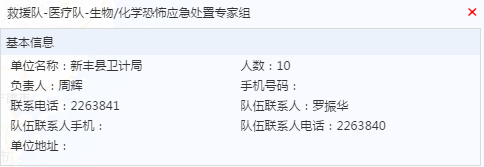 救援队-医疗队-生物/化学恐怖应急处置专家组
基本信息
单位名称：新丰县卫计局 人数：10
负责人：周辉 手机号码：
联系电话：2263841 队伍联系人：罗振华
队伍联系人手机： 队伍联系人电话：2263840
单位地址：